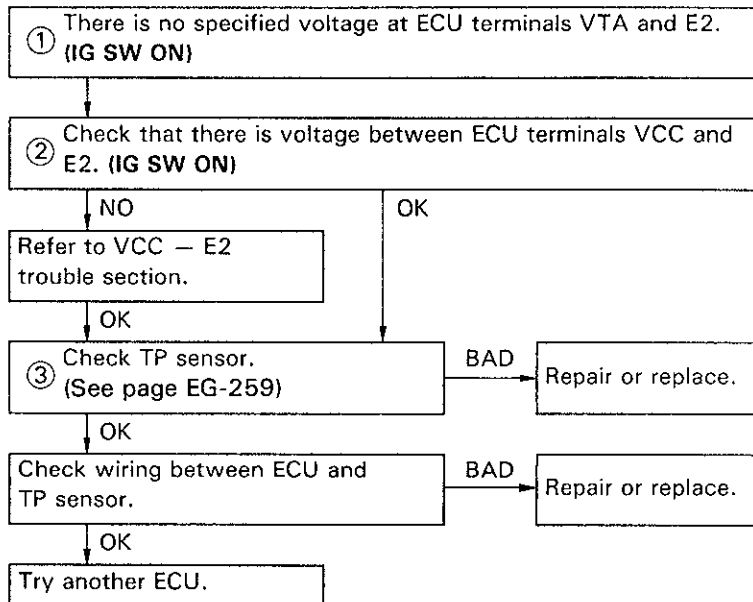 ① There is no specified voltage at ECU terminals VTA and E2.
(IG SW ON)
② Check that there is voltage between ECU terminals VCC and
E2. (IG SW ON)
NO
OK
Refer to VCC — E2
trouble section.
OK
③ Check TP sensor.
(See page EG-259)
BAD
Repair or replace.
OK
Check wiring between ECU and
TP sensor.
BAD
Repair or replace.
OK
Try another ECU.